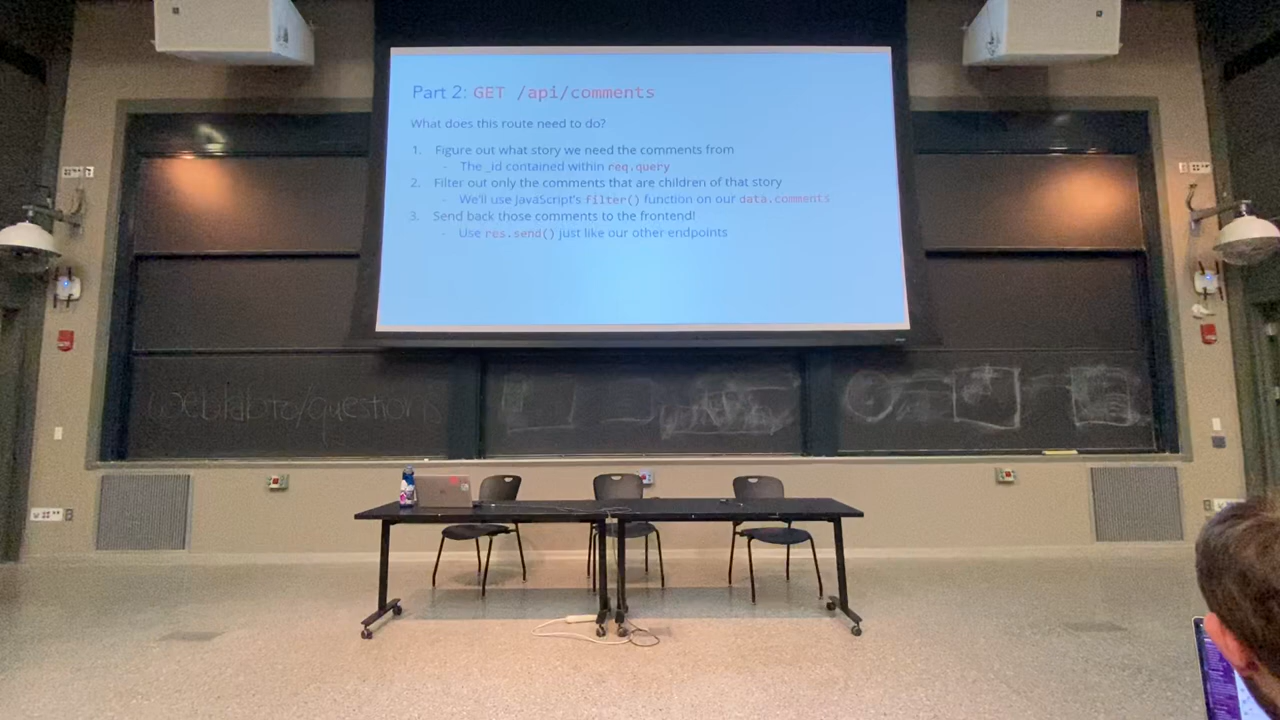 Part 2: GET /api/comments
What does this route need to do?
1. Figure out what story we need the comments from
- The _id contained within req.query
2. Filter out only the comments that are children of that story
- We'll use JavaScript's filter() function on our data.comments
3. Send back those comments to the frontend!
- Use res.send() just like our other endpoints
weblab.to/questions